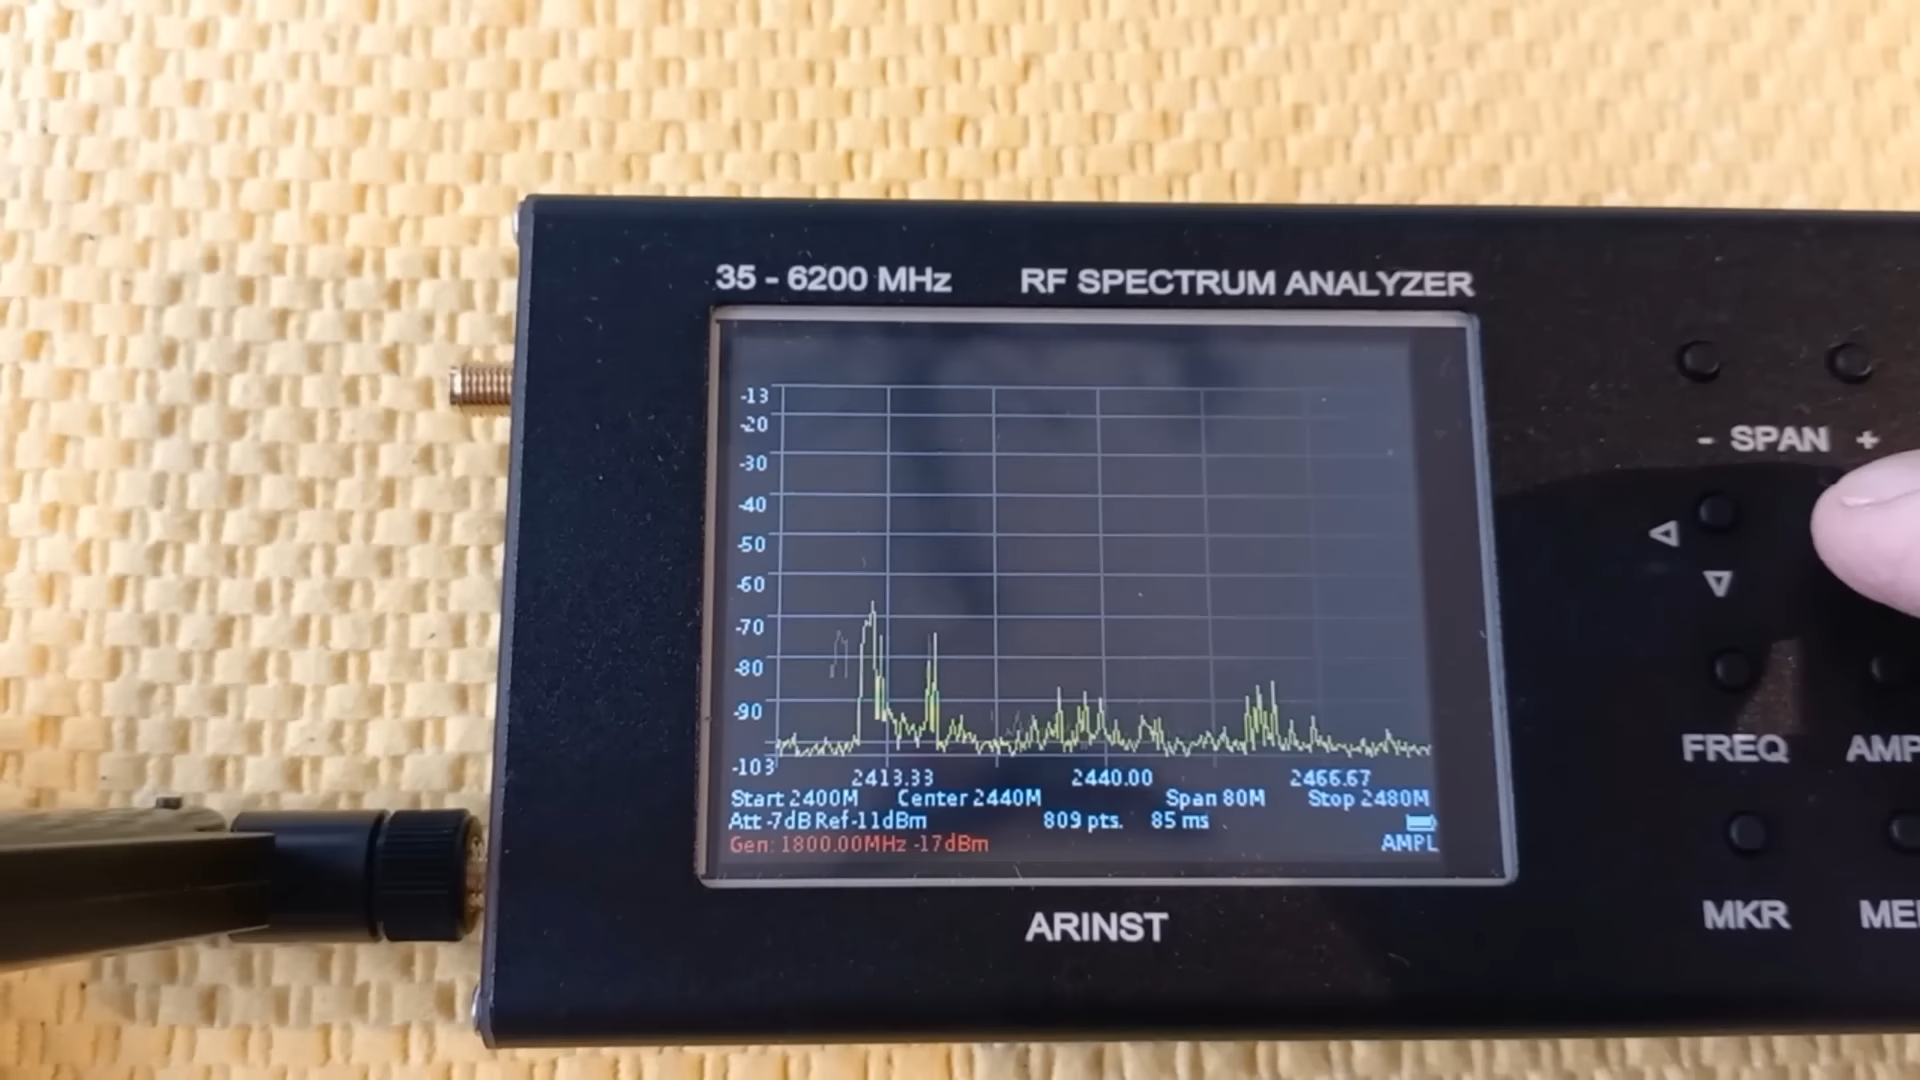 35 - 6200 MHz RF SPECTRUM ANALYZER
-13
-20
-30
-40
-50
-60
-70
-80
-90
-103
2413.33 2440.00 2466.67
Start 2400M Center 2440M Span 80M Stop 2480M
Att -7dB Ref -11dBm 809 pts. 85 ms
Gen: 1800.00MHz -17dBm AMPL
ARINST
- SPAN +
FREQ
MKR